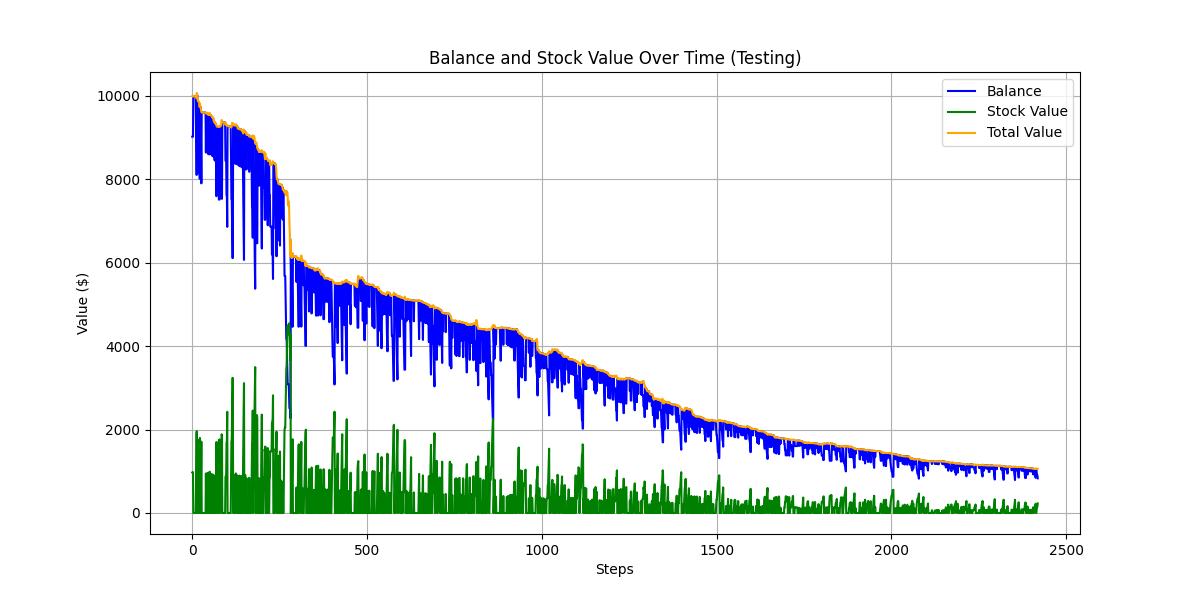 Balance and Stock Value Over Time (Testing)
Balance
Stock Value
Total Value
Value ($)
10000
8000
6000
4000
2000
0
0 500 1000 1500 2000 2500
Steps